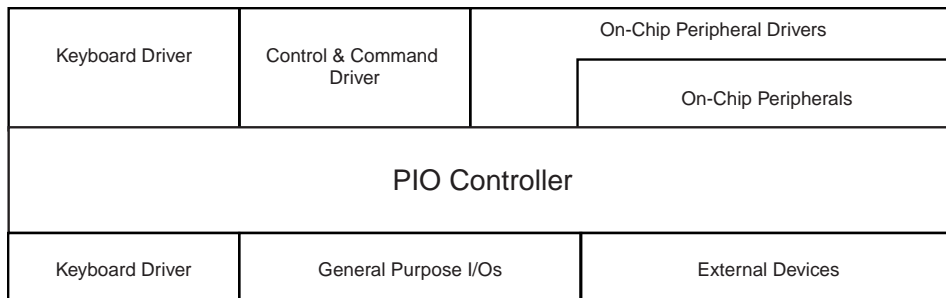 Keyboard Driver
Control & Command
Driver
On-Chip Peripheral Drivers
On-Chip Peripherals
PIO Controller
Keyboard Driver
General Purpose I/Os
External Devices